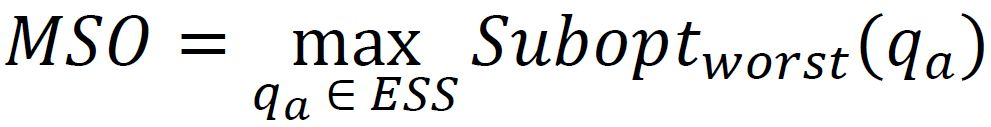 MSO = max Subopt_worst(q_a)
q_a ∈ ESS